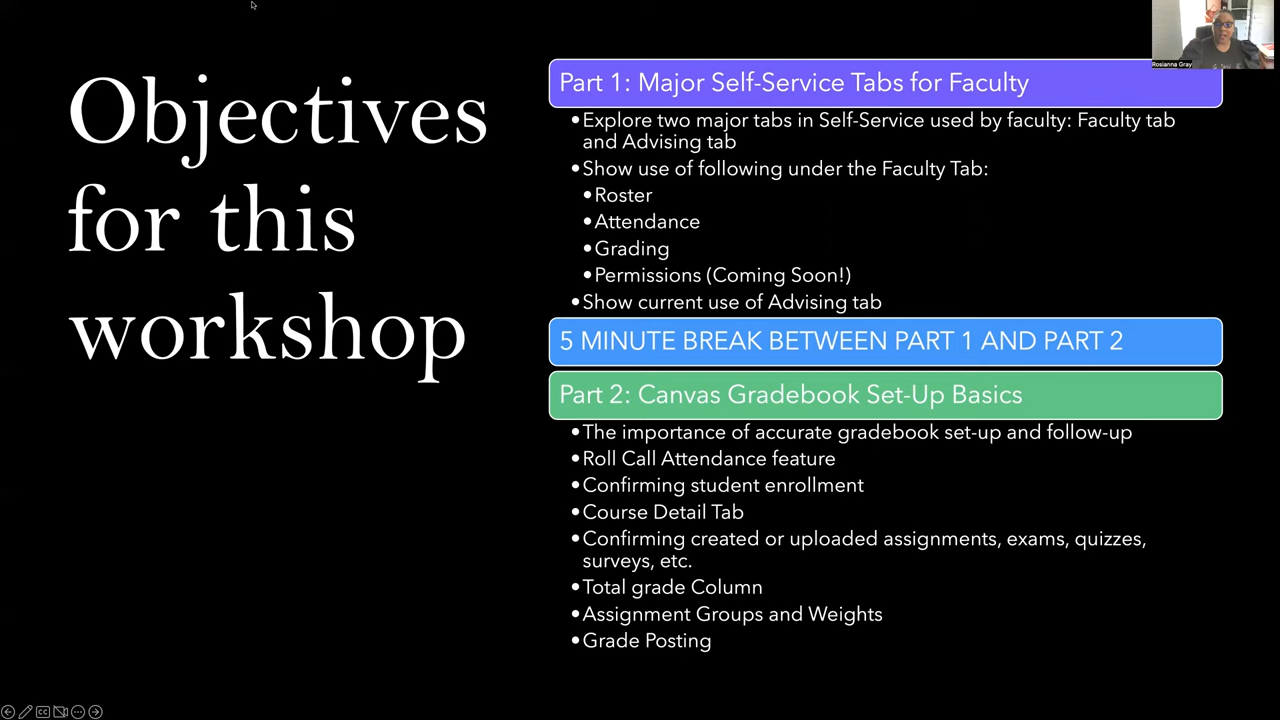 Objectives
for this
workshop
Rosianna Gray
Part 1: Major Self-Service Tabs for Faculty
•Explore two major tabs in Self-Service used by faculty: Faculty tab
and Advising tab
•Show use of following under the Faculty Tab:
•Roster
•Attendance
•Grading
•Permissions (Coming Soon!)
•Show current use of Advising tab
5 MINUTE BREAK BETWEEN PART 1 AND PART 2
Part 2: Canvas Gradebook Set-Up Basics
•The importance of accurate gradebook set-up and follow-up
•Roll Call Attendance feature
•Confirming student enrollment
•Course Detail Tab
•Confirming created or uploaded assignments, exams, quizzes,
surveys, etc.
•Total grade Column
•Assignment Groups and Weights
•Grade Posting